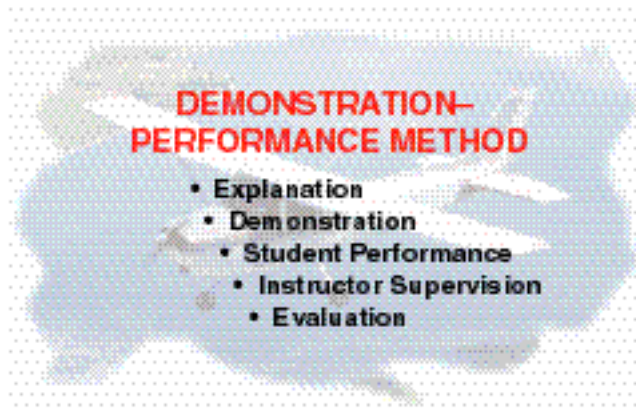 DEMONSTRATION–
PERFORMANCE METHOD
• Explanation
• Demonstration
• Student Performance
• Instructor Supervision
• Evaluation